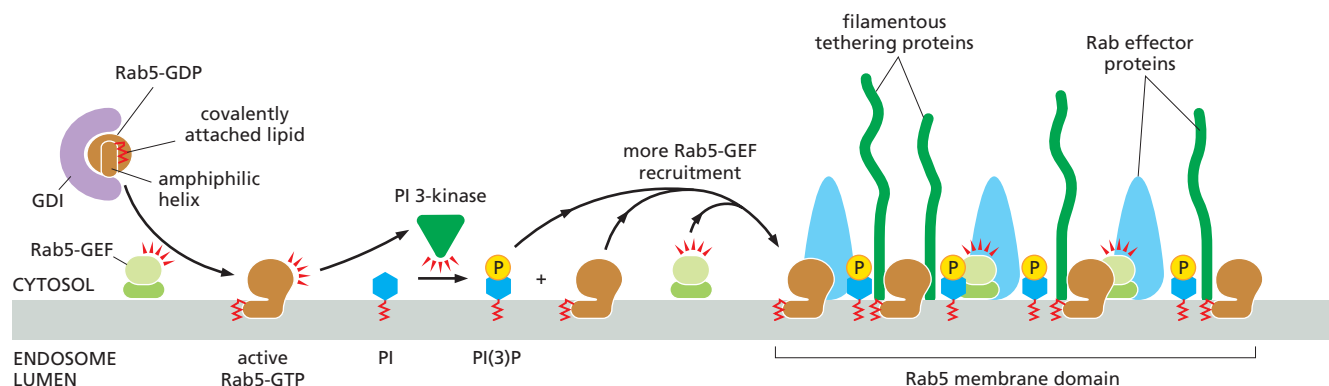 filamentous
tethering proteins
Rab effector
proteins
Rab5-GDP
covalently
attached lipid
amphiphilic
helix
GDI
more Rab5-GEF
recruitment
PI 3-kinase
Rab5-GEF
CYTOSOL
P
+
P
P
P
P
ENDOSOME
LUMEN
active
Rab5-GTP
PI
PI(3)P
Rab5 membrane domain